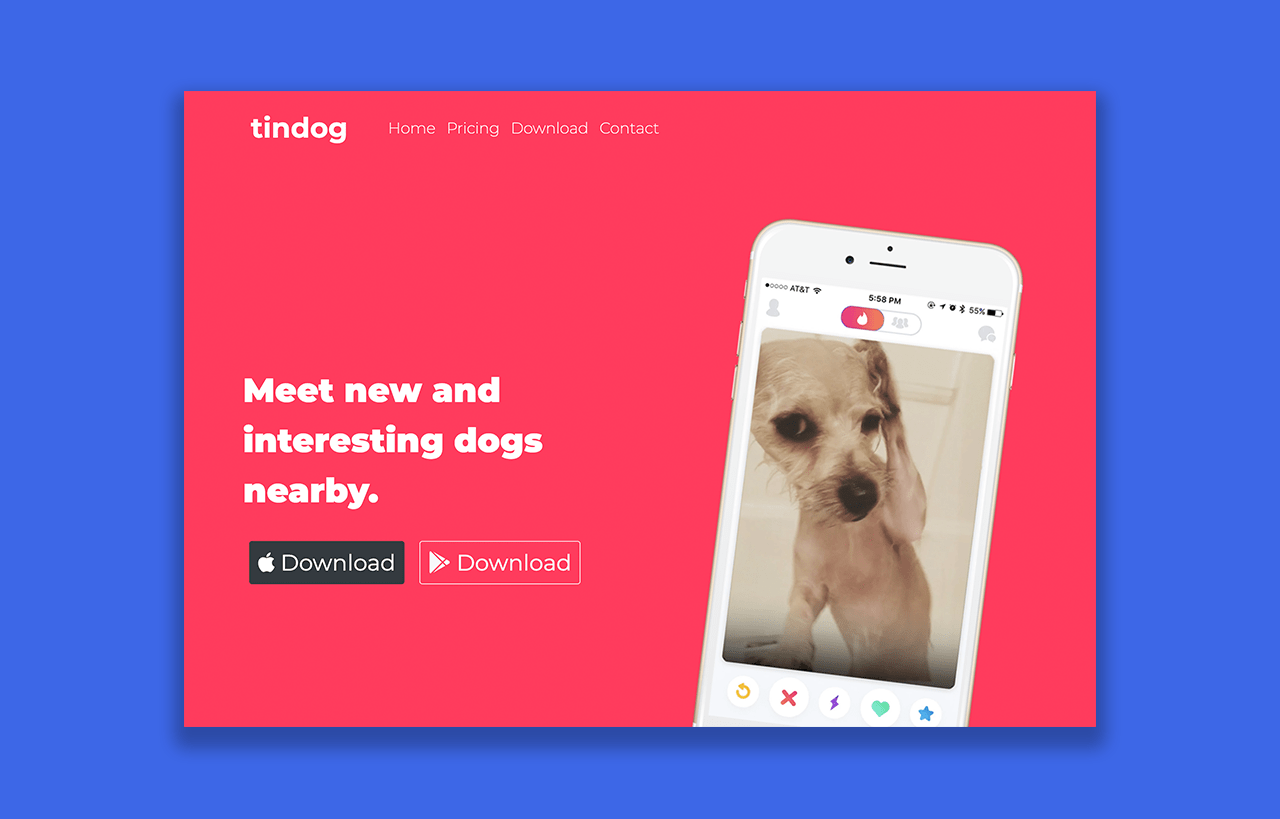 tindog
Home Pricing Download Contact
AT&T
5:58 PM
55%
Meet new and
interesting dogs
nearby.
Download
Download